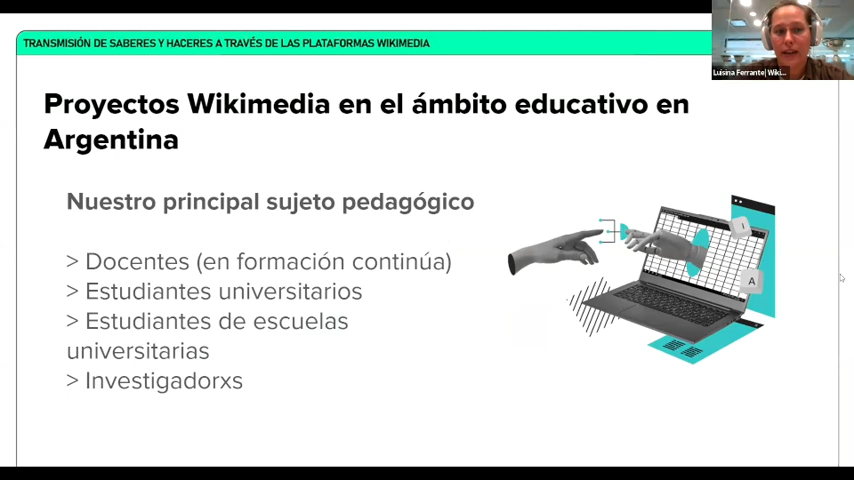 TRANSMISIÓN DE SABERES Y HACERES A TRAVÉS DE LAS PLATAFORMAS WIKIMEDIA
Luisina Ferrante| Wiki...
Proyectos Wikimedia en el ámbito educativo en
Argentina
Nuestro principal sujeto pedagógico
> Docentes (en formación continúa)
> Estudiantes universitarios
> Estudiantes de escuelas
universitarias
> Investigadorxs
I
A